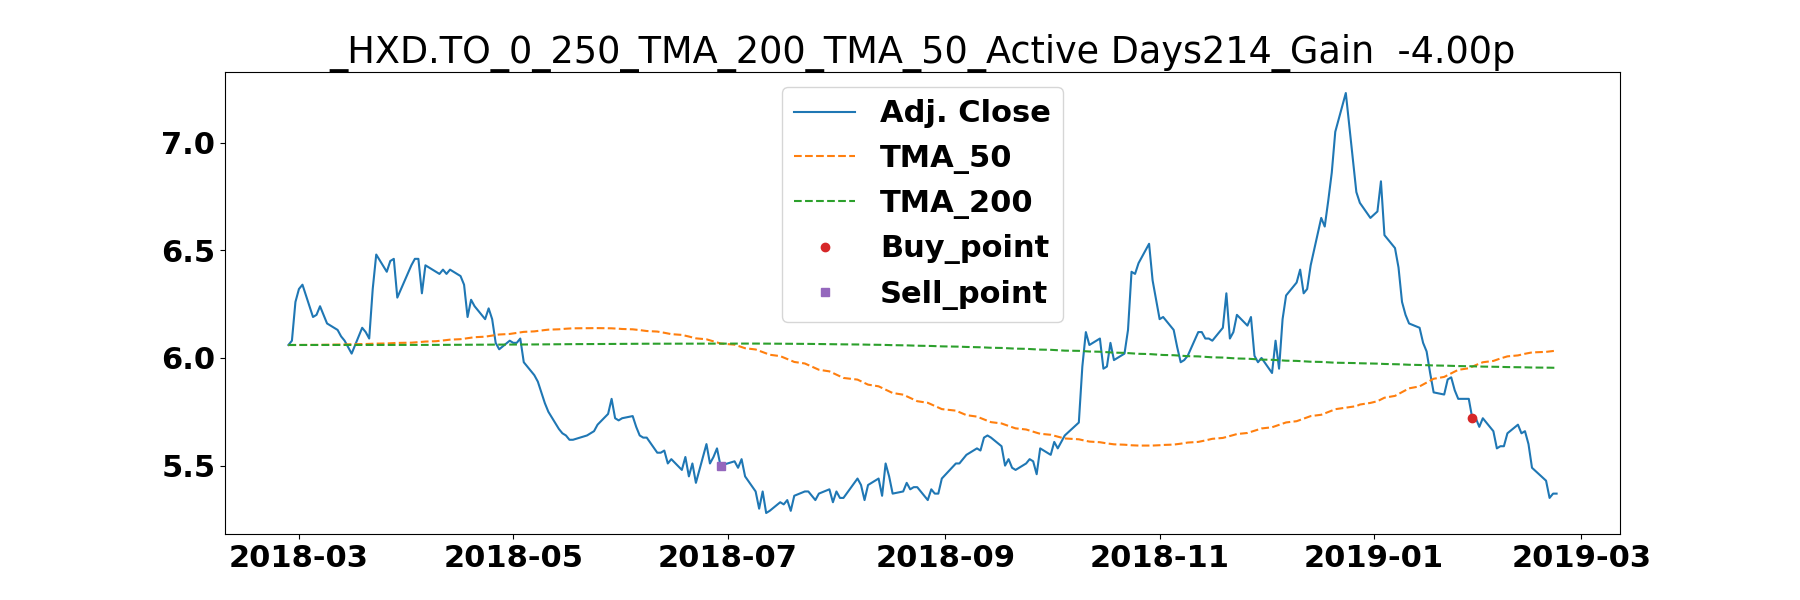 _HXD.TO_0_250_TMA_200_TMA_50_Active Days214_Gain  -4.00p
Adj. Close
TMA_50
TMA_200
Buy_point
Sell_point
7.0
6.5
6.0
5.5
2018-03 2018-05 2018-07 2018-09 2018-11 2019-01 2019-03